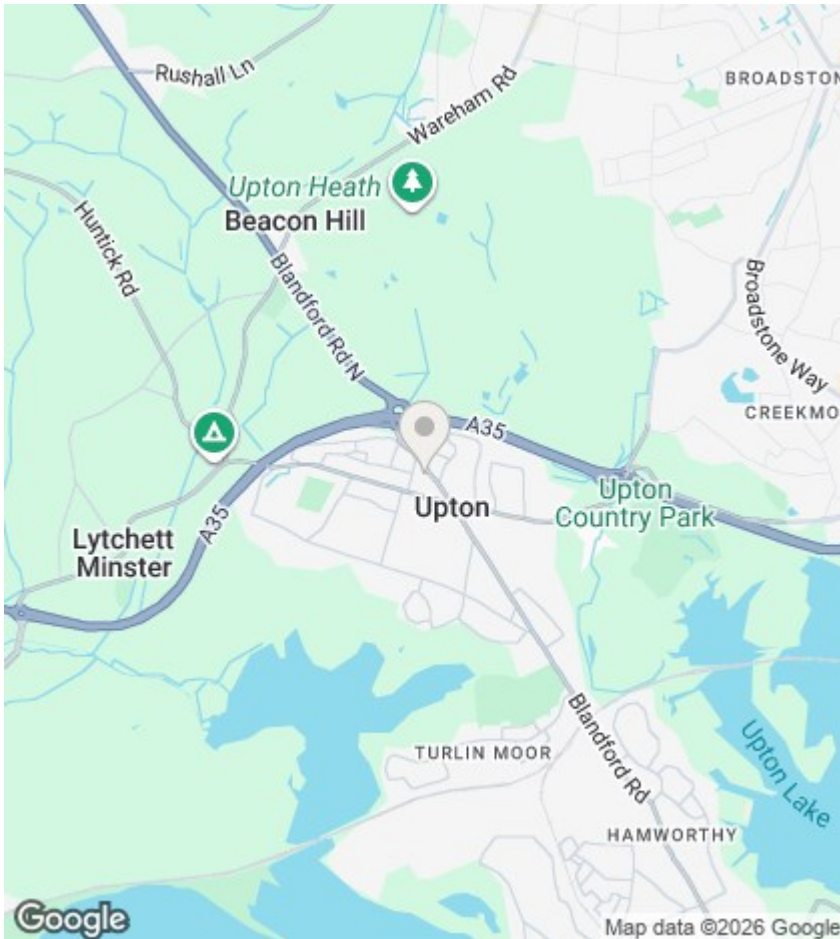 Rushall Ln
Wareham Rd
BROADSTON
Upton Heath
Beacon Hill
Huntick Rd
Blandford Rd N
Broadstone Way
CREEKMO
A35
Upton
Upton
Country Park
Lytchett
Minster
A35
TURLIN MOOR
Blandford Rd
Upton Lake
HAMWORTHY
Google
Map data ©2026 Google